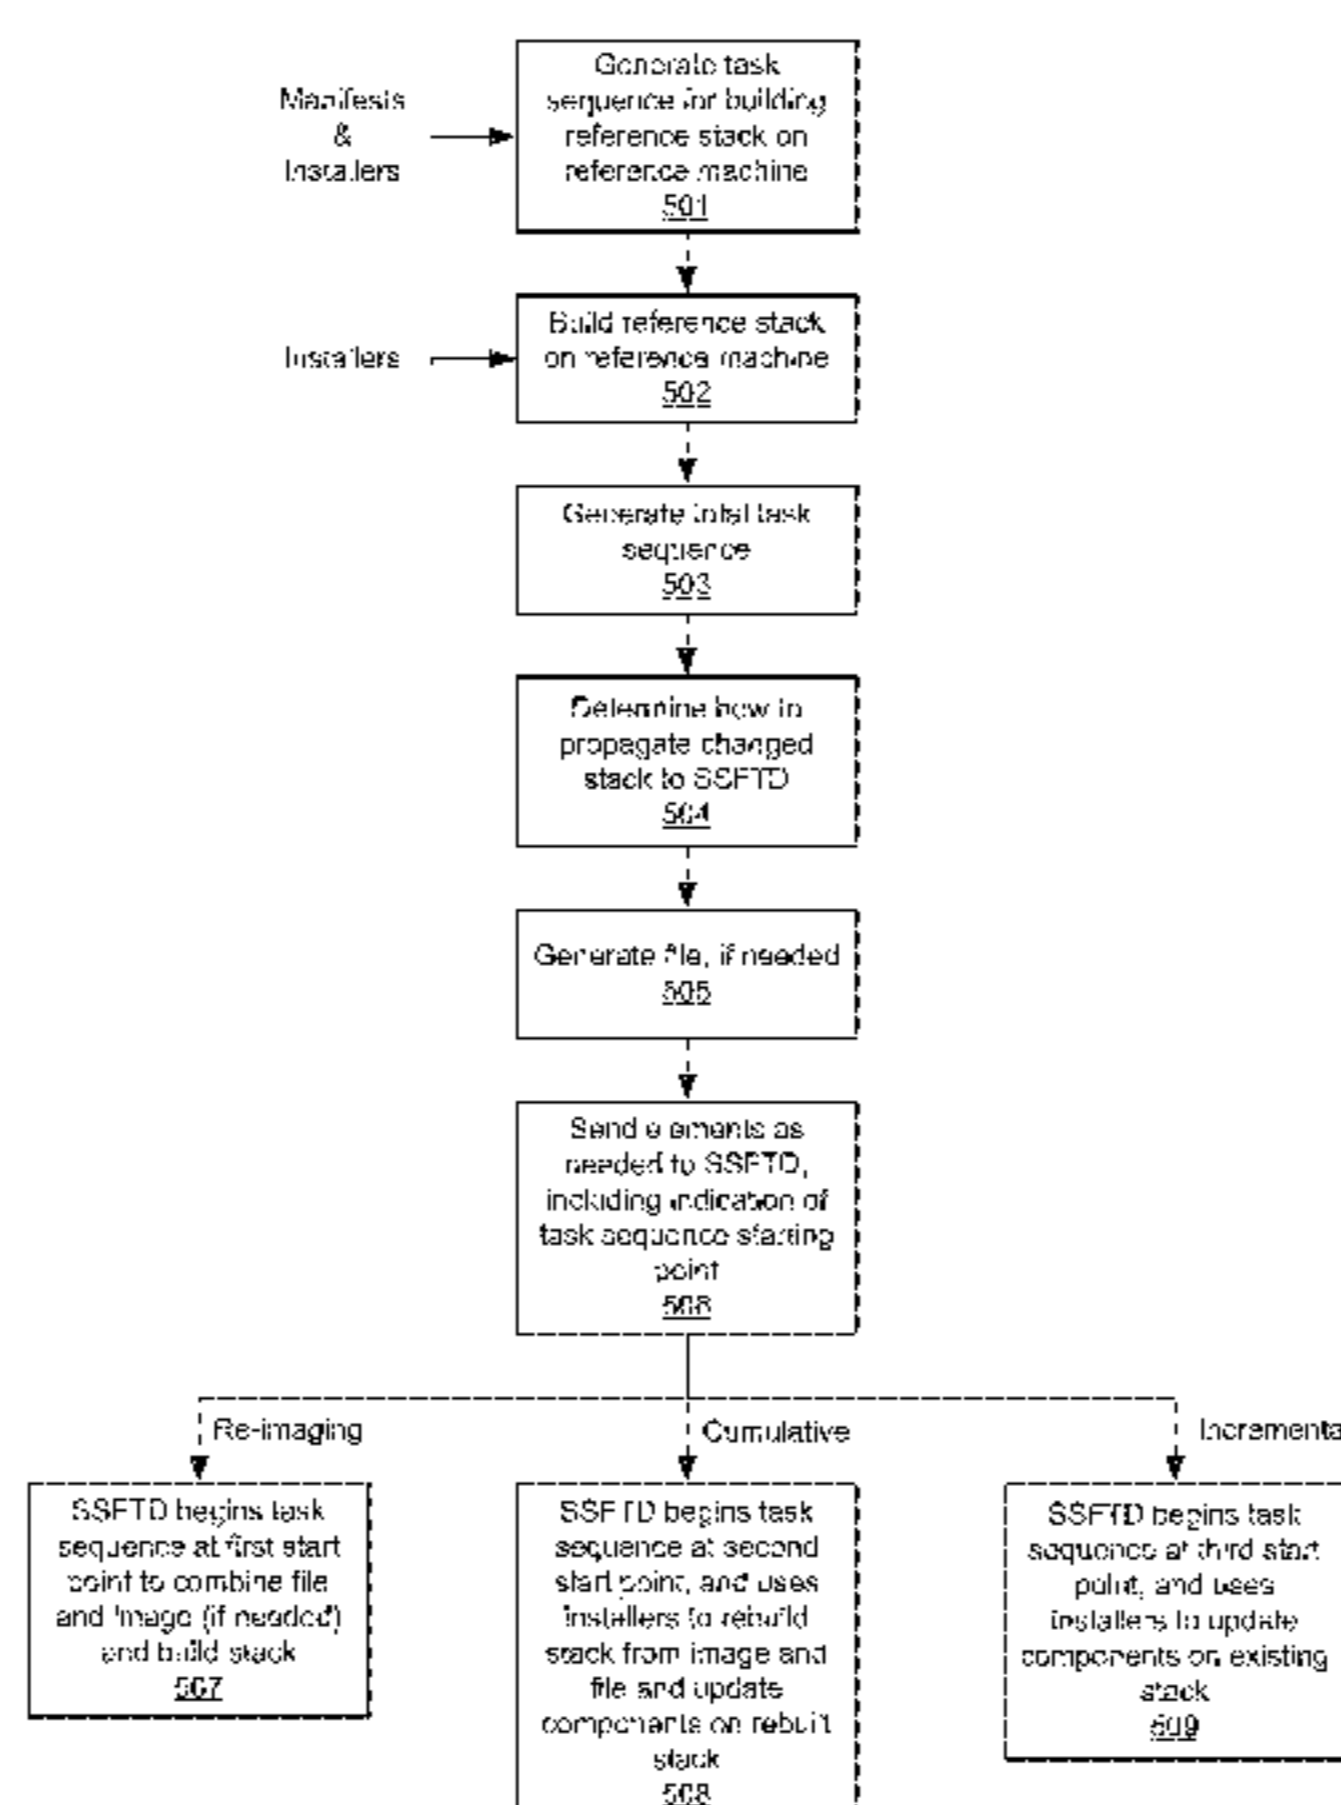 Generate task
sequence for building
reference stack on
reference machine
501
Manifests
&
Installers
Build reference stack
on reference machine
502
Installers
Generate total task
sequence
503
Determine how to
propagate changed
stack to SSFTD
504
Generate file, if needed
505
Send elements as
needed to SSFTD,
including indication of
task sequence starting
point
506
Re-imaging
Cumulative
Incrementa
SSFTD begins task
sequence at first start
point to combine file
and image (if needed)
and build stack
507
SSFTD begins task
sequence at second
start point, and uses
installers to rebuild
stack from image and
file and update
components on rebuilt
stack
508
SSFTD begins task
sequence at third start
point, and uses
installers to update
components on existing
stack
509